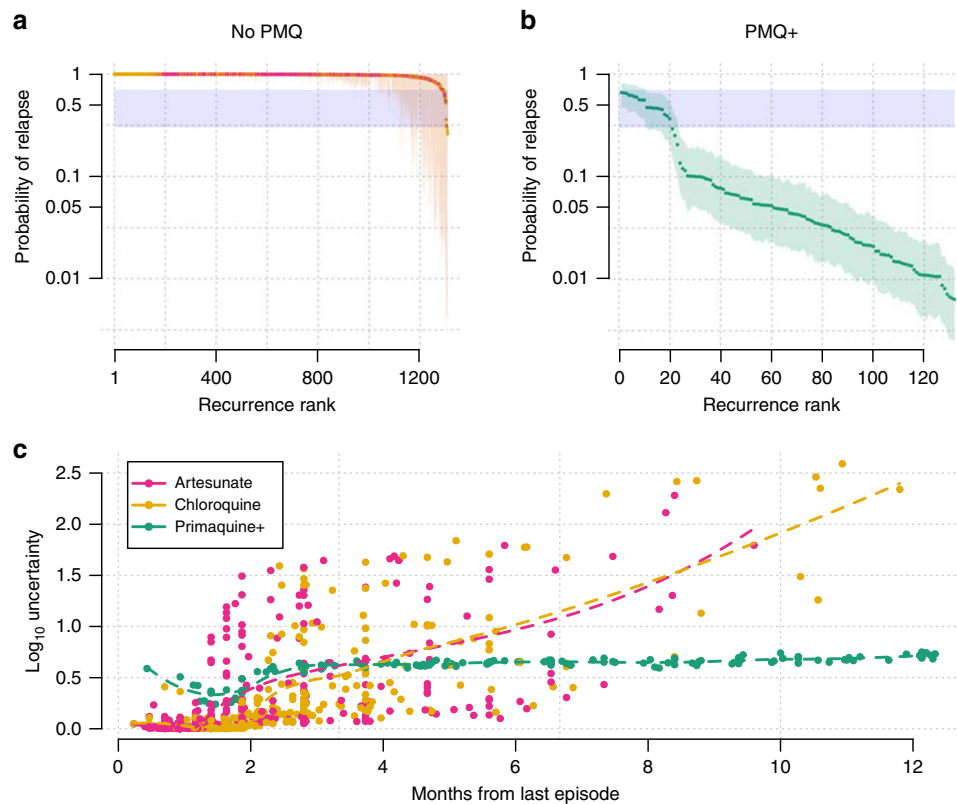 a
No PMQ
Probability of relapse
1
0.5
0.1
0.05
0.01
1
400
800
1200
Recurrence rank
b
PMQ+
Probability of relapse
1
0.5
0.1
0.05
0.01
0
20
40
60
80
100
120
Recurrence rank
c
Log10 uncertainty
2.5
2.0
1.5
1.0
0.5
0.0
Artesunate
Chloroquine
Primaquine+
0
2
4
6
8
10
12
Months from last episode